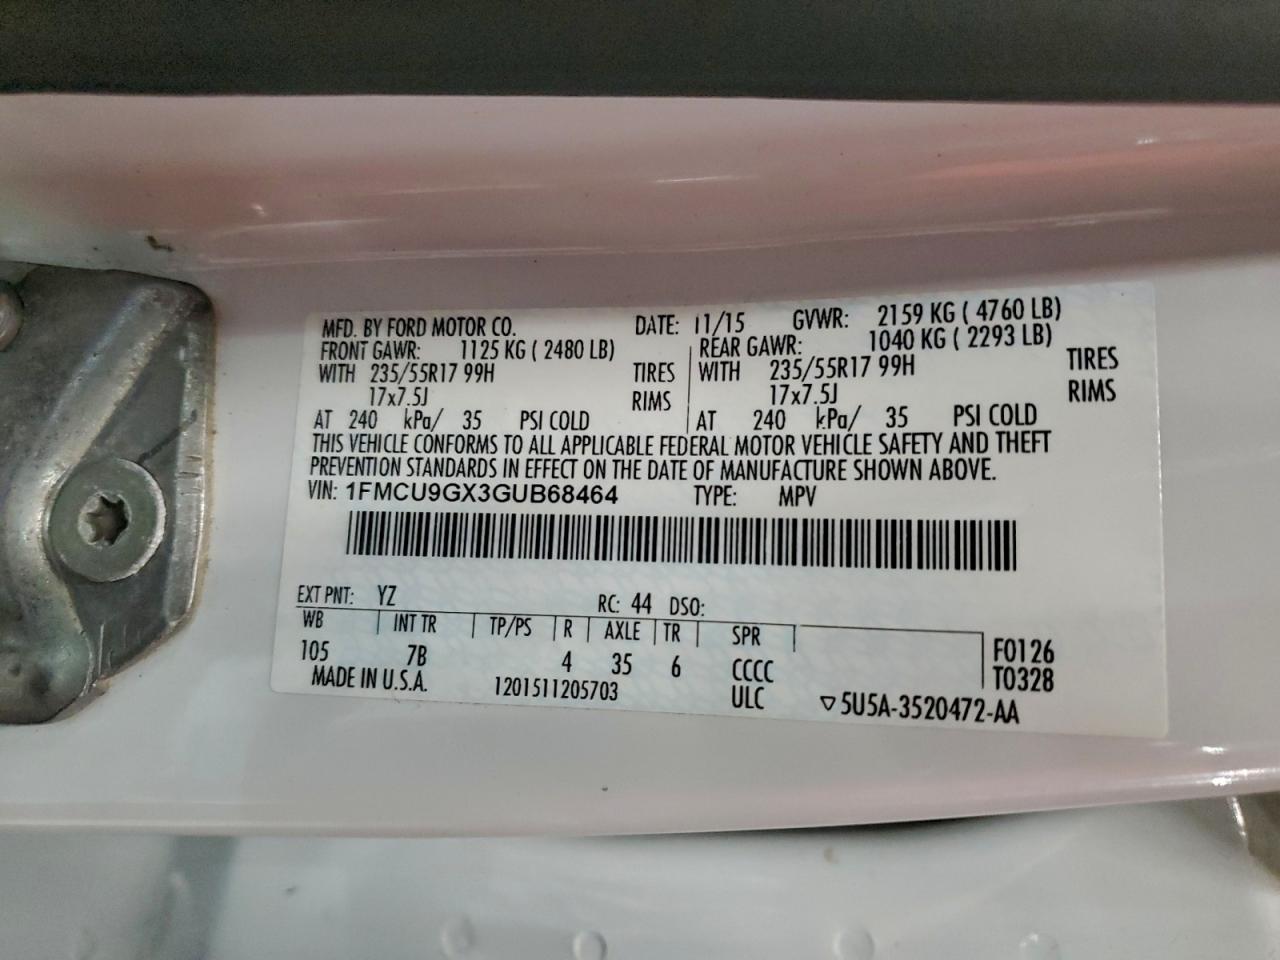 MFD. BY FORD MOTOR CO. DATE: 11/15 GVWR: 2159 KG ( 4760 LB)
FRONT GAWR: 1125 KG ( 2480 LB) REAR GAWR: 1040 KG ( 2293 LB)
WITH 235/55R17 99H TIRES WITH 235/55R17 99H TIRES
17x7.5J RIMS 17x7.5J RIMS
AT 240 kPa/ 35 PSI COLD AT 240 kPa/ 35 PSI COLD
THIS VEHICLE CONFORMS TO ALL APPLICABLE FEDERAL MOTOR VEHICLE SAFETY AND THEFT
PREVENTION STANDARDS IN EFFECT ON THE DATE OF MANUFACTURE SHOWN ABOVE.
VIN: 1FMCU9GX3GUB68464 TYPE: MPV
EXT PNT: YZ RC: 44 DSO:
WB INT TR TP/PS R AXLE TR SPR F0126
105 7B 4 35 6 CCCC T0328
MADE IN U.S.A. 1201511205703 ULC ▽5U5A-3520472-AA